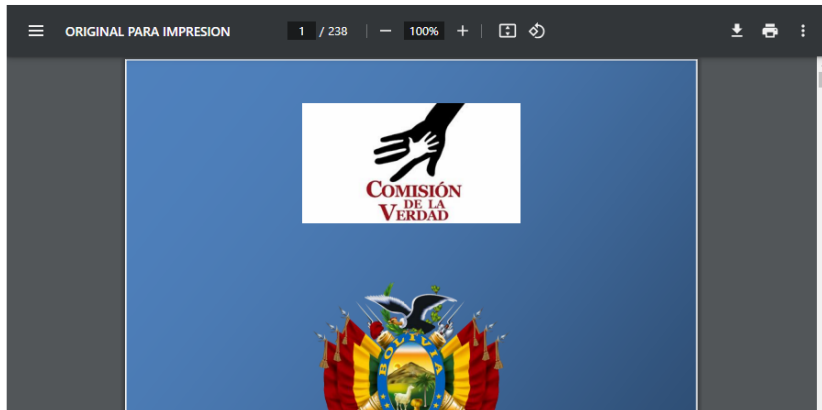 ORIGINAL PARA IMPRESION 1 / 238 100%
COMISIÓN
DE LA
VERDAD
BOLIVIA